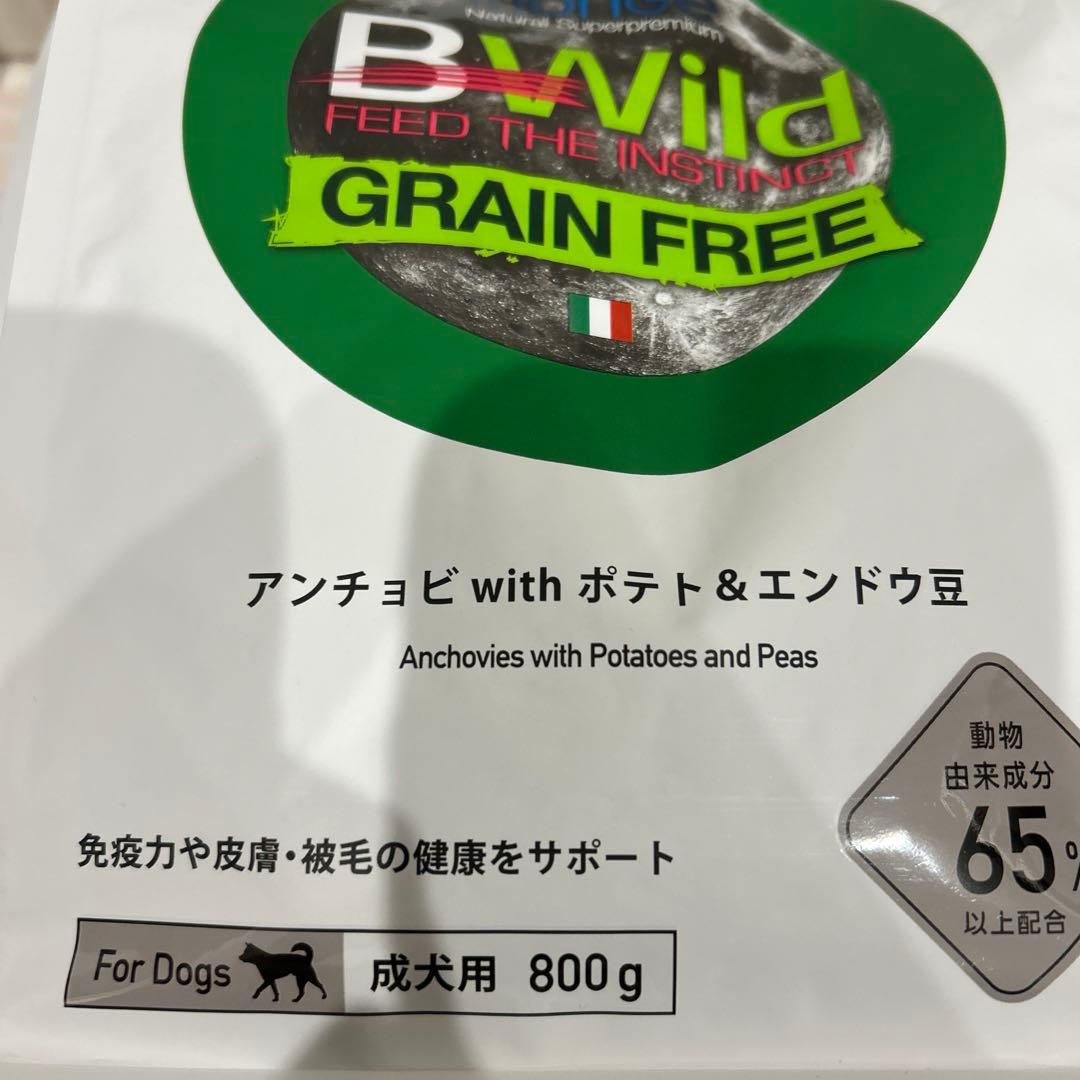 Natural Superpremium
BWild
FEED THE INSTINCT
GRAIN FREE
アンチョビ with ポテト&エンドウ豆
Anchovies with Potatoes and Peas
動物
由来成分
65%
以上配合
免疫力や皮膚・被毛の健康をサポート
For Dogs 成犬用 800g